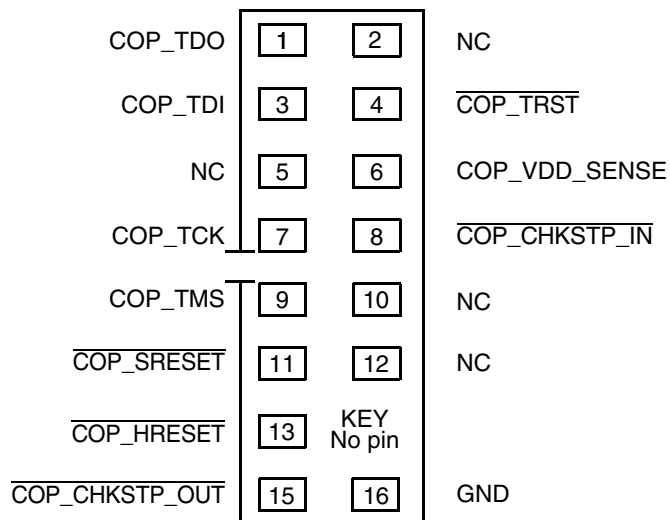 COP_TDO 1 2 NC
COP_TDI 3 4 COP_TRST
NC 5 6 COP_VDD_SENSE
COP_TCK 7 8 COP_CHKSTP_IN
COP_TMS 9 10 NC
COP_SRESET 11 12 NC
COP_HRESET 13 KEY
No pin
COP_CHKSTP_OUT 15 16 GND